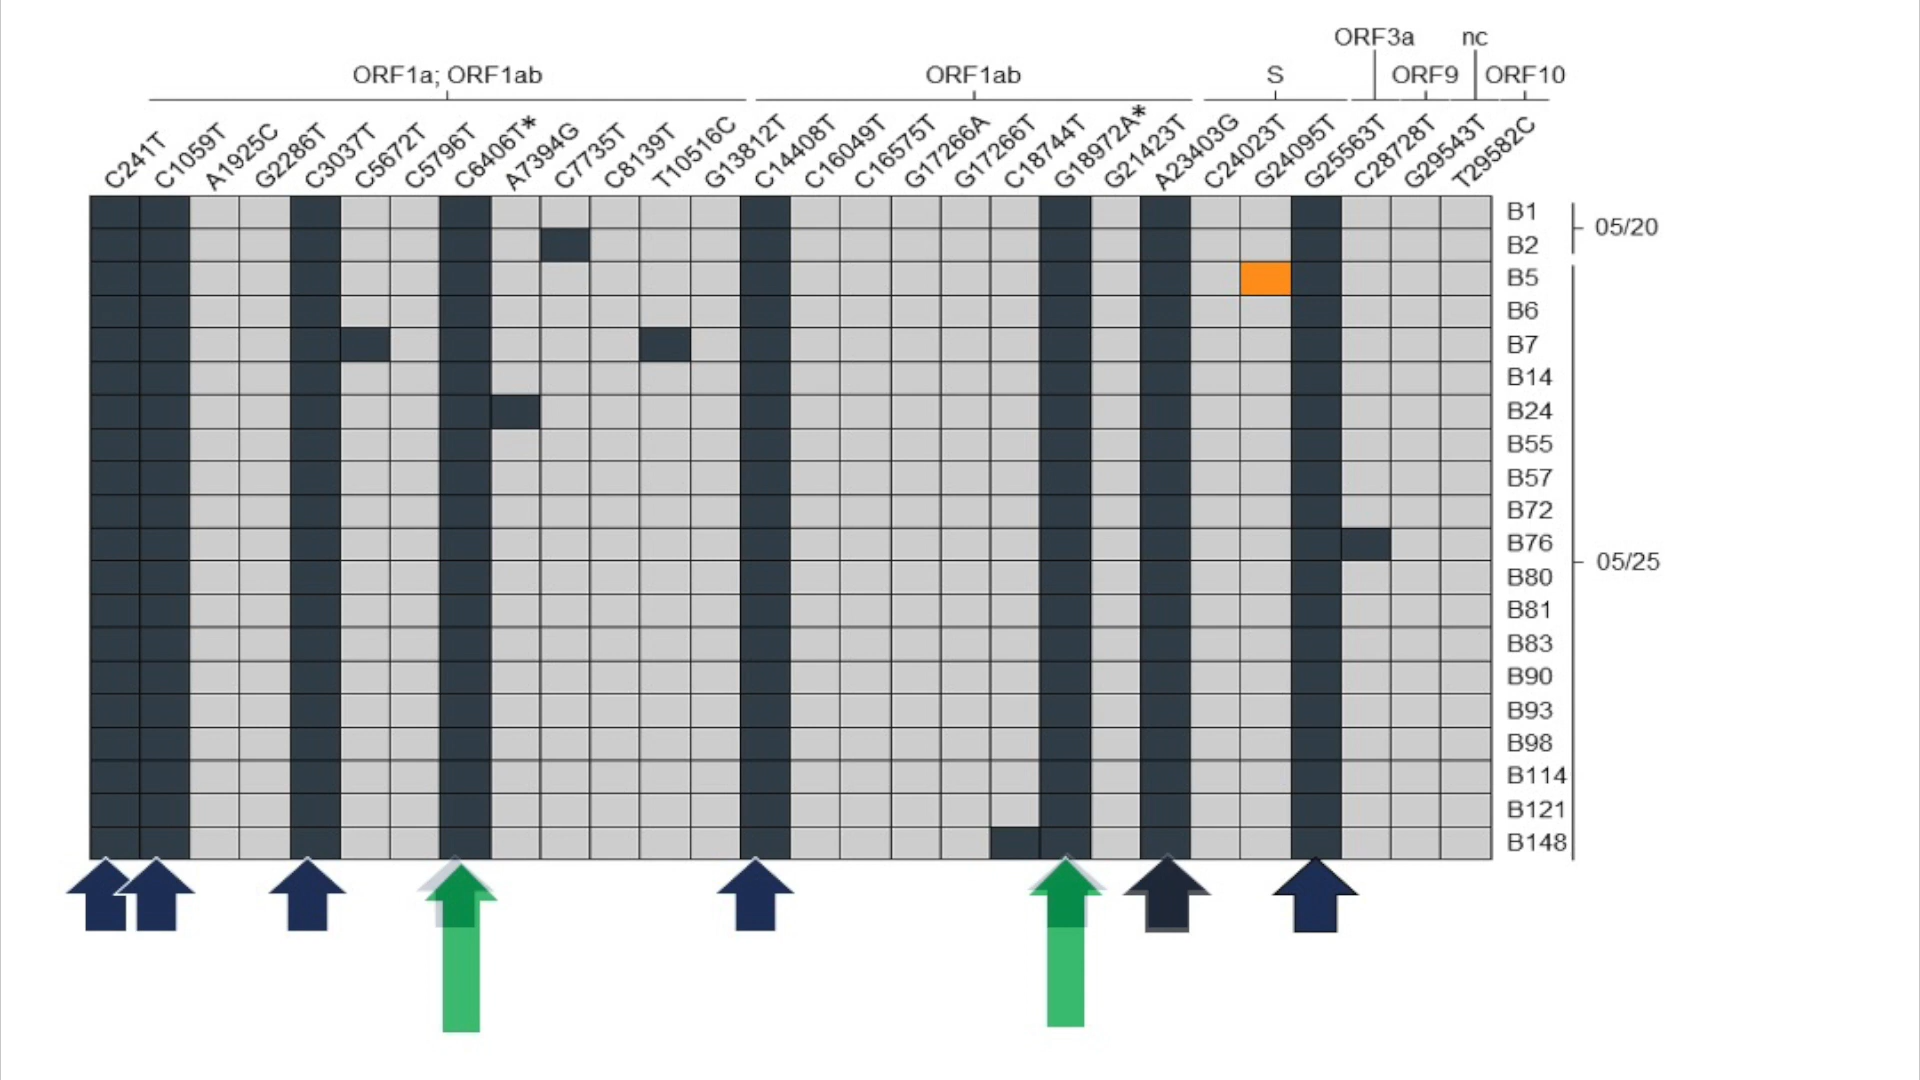 ORF3a nc
ORF1a; ORF1ab ORF1ab S ORF9 ORF10
C241T C1059T A1925C G2286T C3037T C5672T C5796T C6406T* A7394G C7735T C8139T T10516C G13812T C14408T C16049T C16575T G17266A G17266T C18744T G18972A* G21423T A23403G C24023T G24095T G25563T C28728T G29543T T29582C
B1
05/20
B2
B5
B6
B7
B14
B24
B55
B57
B72
B76
05/25
B80
B81
B83
B90
B93
B98
B114
B121
B148